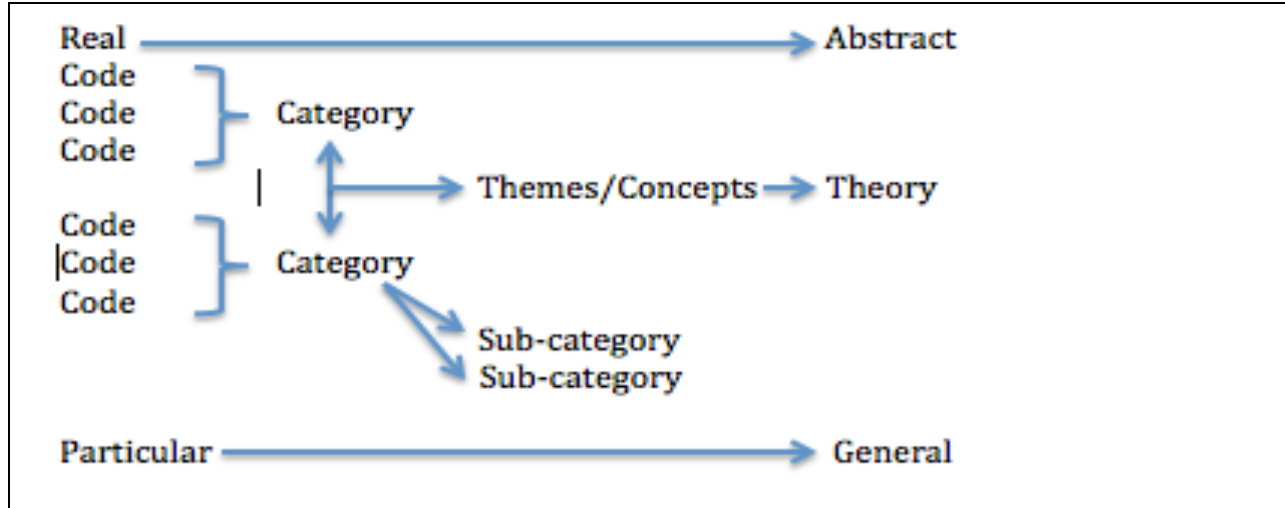 Real Abstract
Code
Code Category
Code
Themes/Concepts Theory
Code
Code Category
Code
Sub-category
Sub-category
Particular General